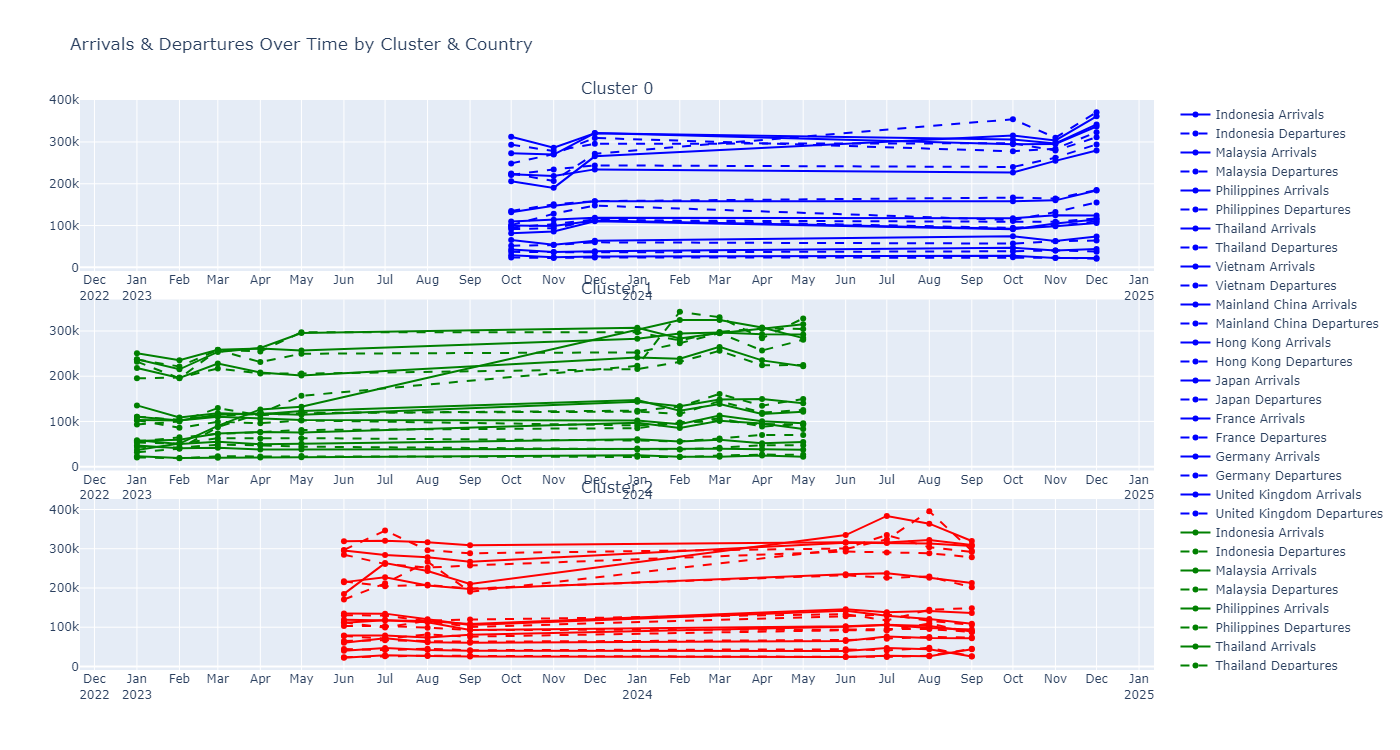 Arrivals & Departures Over Time by Cluster & Country
Cluster 0
400k
300k
200k
100k
0
Dec Jan Feb Mar Apr May Jun Jul Aug Sep Oct Nov Dec Jan Feb Mar Apr May Jun Jul Aug Sep Oct Nov Dec Jan
2022 2023 2024 2025
Cluster 1
300k
200k
100k
0
Dec Jan Feb Mar Apr May Jun Jul Aug Sep Oct Nov Dec Jan Feb Mar Apr May Jun Jul Aug Sep Oct Nov Dec Jan
2022 2023 2024 2025
Cluster 2
400k
300k
200k
100k
0
Dec Jan Feb Mar Apr May Jun Jul Aug Sep Oct Nov Dec Jan Feb Mar Apr May Jun Jul Aug Sep Oct Nov Dec Jan
2022 2023 2024 2025
Indonesia Arrivals
Indonesia Departures
Malaysia Arrivals
Malaysia Departures
Philippines Arrivals
Philippines Departures
Thailand Arrivals
Thailand Departures
Vietnam Arrivals
Vietnam Departures
Mainland China Arrivals
Mainland China Departures
Hong Kong Arrivals
Hong Kong Departures
Japan Arrivals
Japan Departures
France Arrivals
France Departures
Germany Arrivals
Germany Departures
United Kingdom Arrivals
United Kingdom Departures
Indonesia Arrivals
Indonesia Departures
Malaysia Arrivals
Malaysia Departures
Philippines Arrivals
Philippines Departures
Thailand Arrivals
Thailand Departures